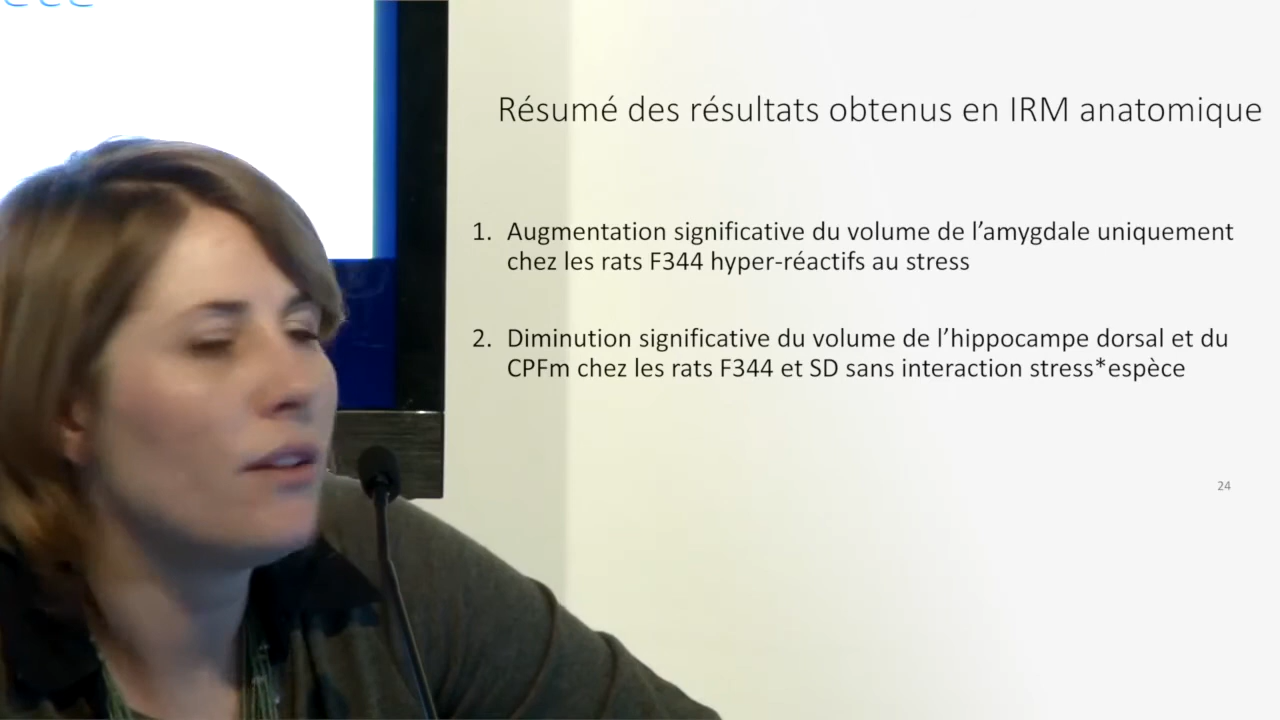 Résumé des résultats obtenus en IRM anatomique
1. Augmentation significative du volume de l’amygdale uniquement
chez les rats F344 hyper-réactifs au stress
2. Diminution significative du volume de l’hippocampe dorsal et du
CPFm chez les rats F344 et SD sans interaction stress*espèce
24